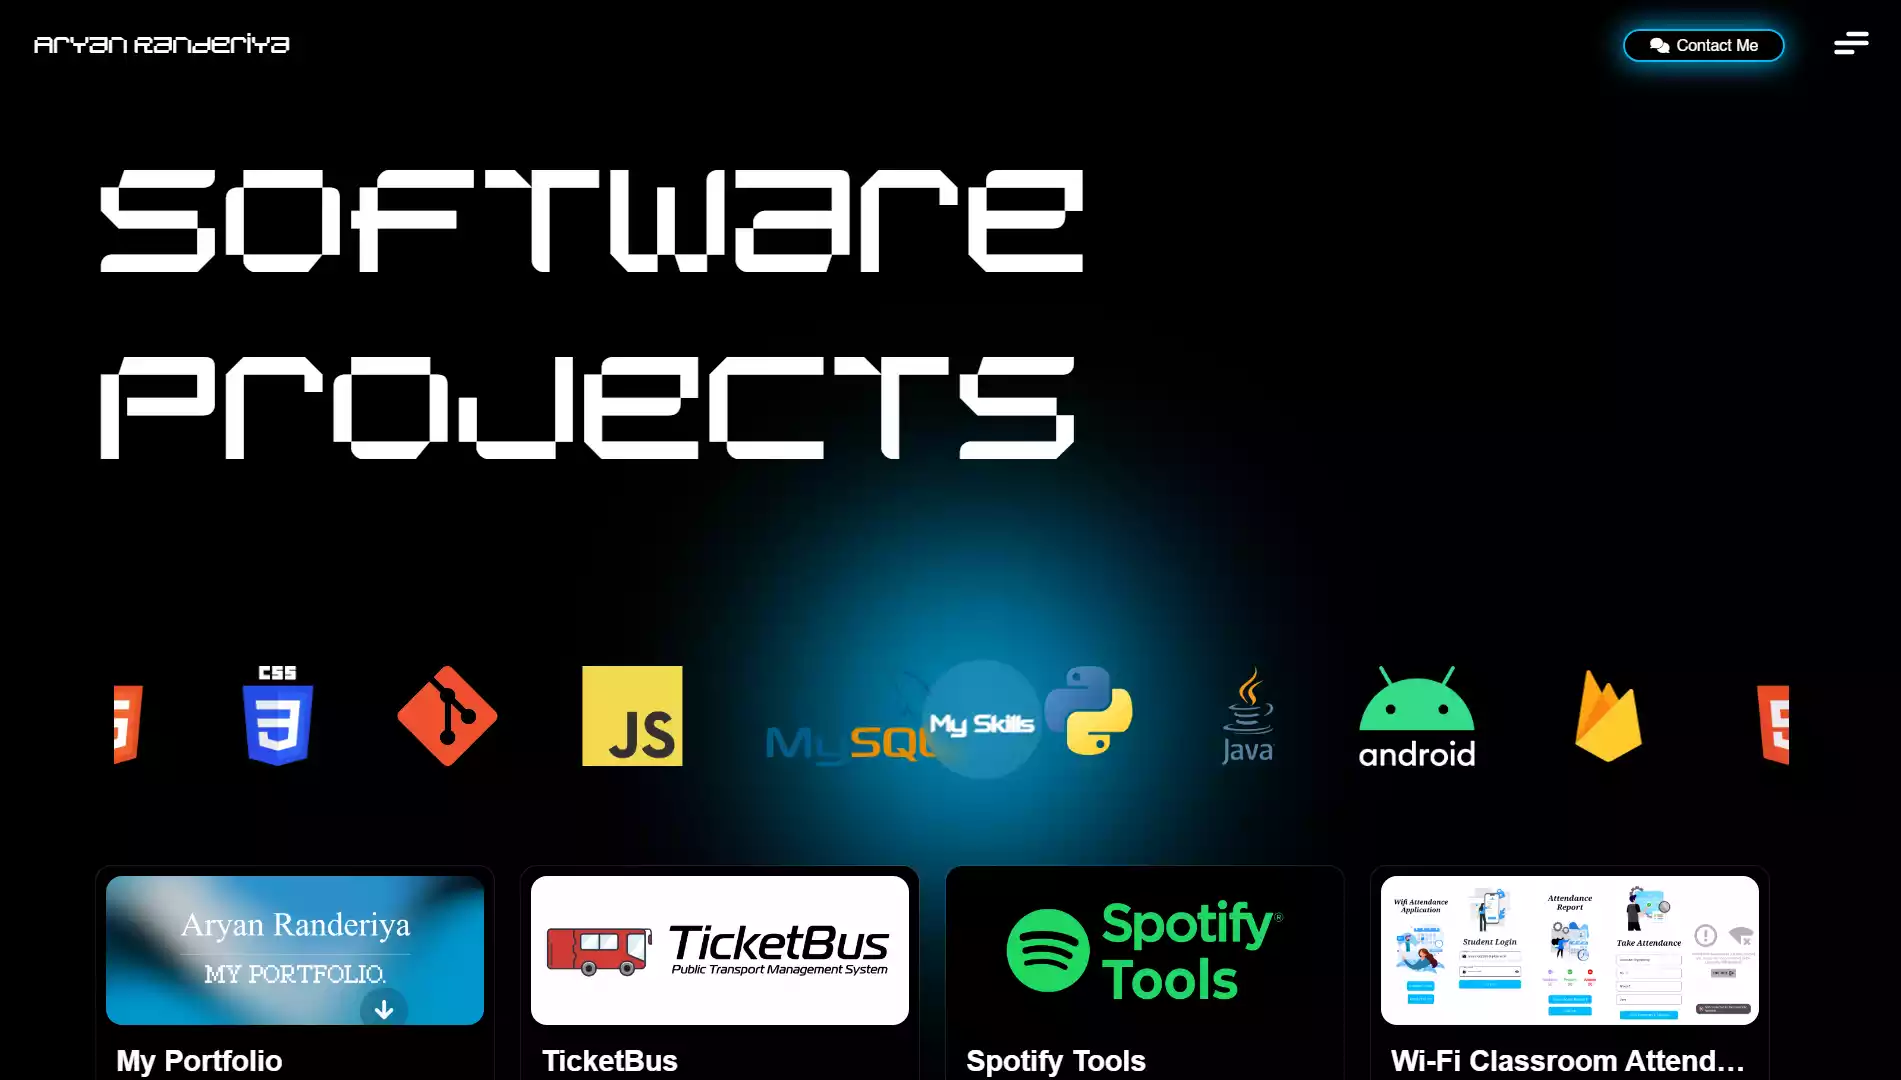 Aryan Randeriya
Contact Me
Software
Projects
CSS
JS
MySQL
My Skills
Java
android
5
Aryan Randeriya
MY PORTFOLIO.
TicketBus
Public Transport Management System
Spotify®
Tools
Wifi Attendance
Application
Student Login
Attendance
Report
Take Attendance
My Portfolio
TicketBus
Spotify Tools
Wi-Fi Classroom Attend...